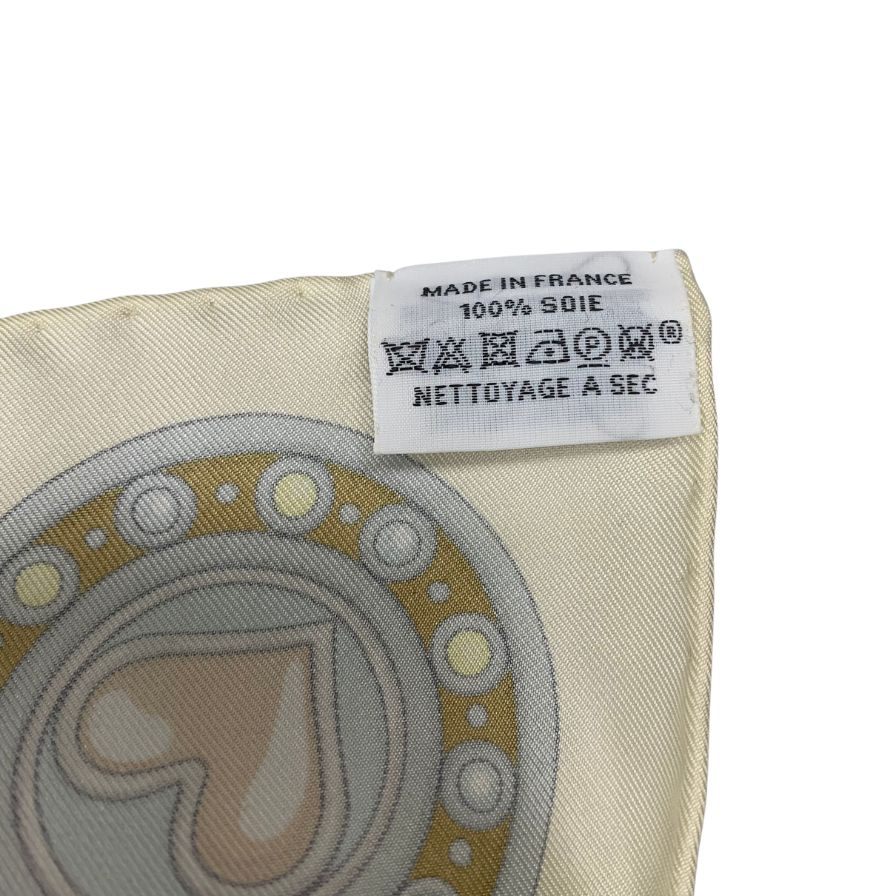 MADE IN FRANCE
100% SOIE
P ®
NETTOYAGE A SEC